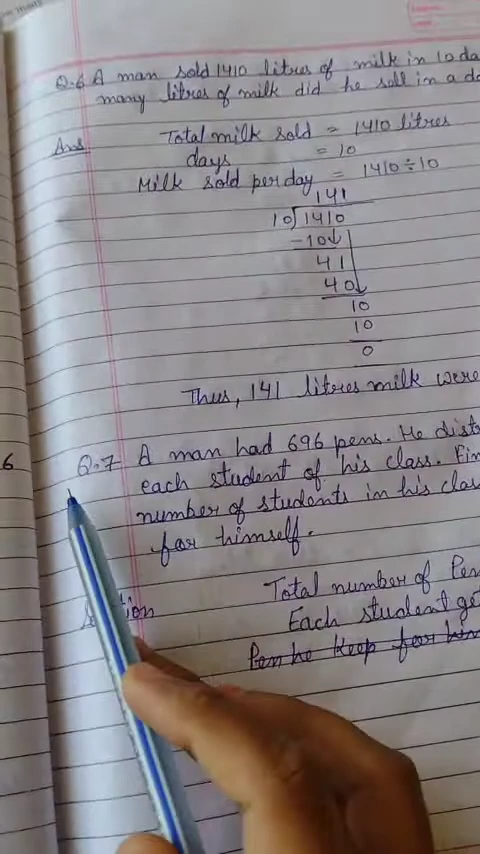 Q.6 A man sold 1410 litres of milk in 10 da
many litres of milk did he sell in a d
Ans Total milk sold = 1410 litres
days = 10
Milk sold per day = 1410 ÷ 10
141
10)1410
-10↓
41
40↓
10
10
0
Thus, 141 litres milk were
6
Q.7 A man had 696 pens. He dist
each student of his class. Fin
number of students in his clas
for himself.
Total number of Pe
Each student ge
Pen he keep for him